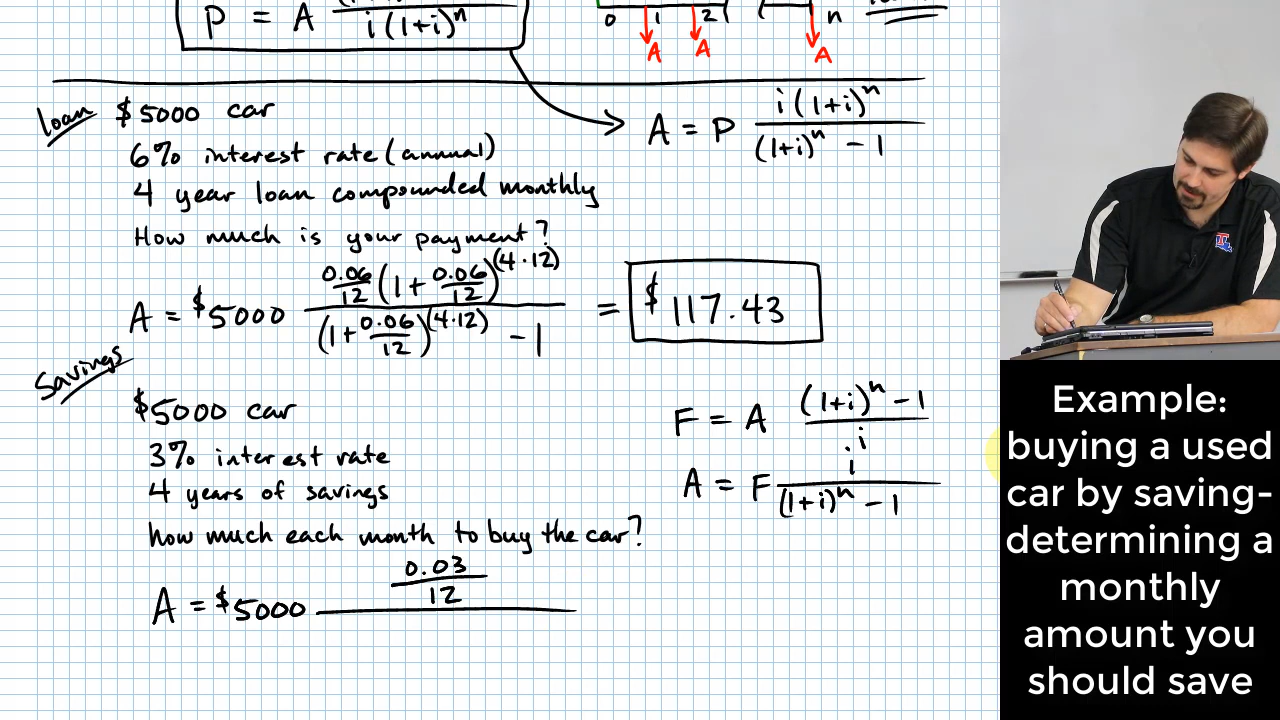 P = A i(1+i)^n
0 1 2 n
A A A
Loan $5000 car
6% interest rate (annual)
4 year loan compounded monthly
How much is your payment?
A = P i(1+i)^n / (1+i)^n - 1
A = $5000 0.06/12 (1+0.06/12)^(4·12) / (1+0.06/12)^(4·12) - 1 = $117.43
Savings
$5000 car
3% interest rate
4 years of savings
how much each month to buy the car?
F = A (1+i)^n - 1 / i
A = F i / (1+i)^n - 1
A = $5000 0.03/12
Example:
buying a used
car by saving-
determining a
monthly
amount you
should save